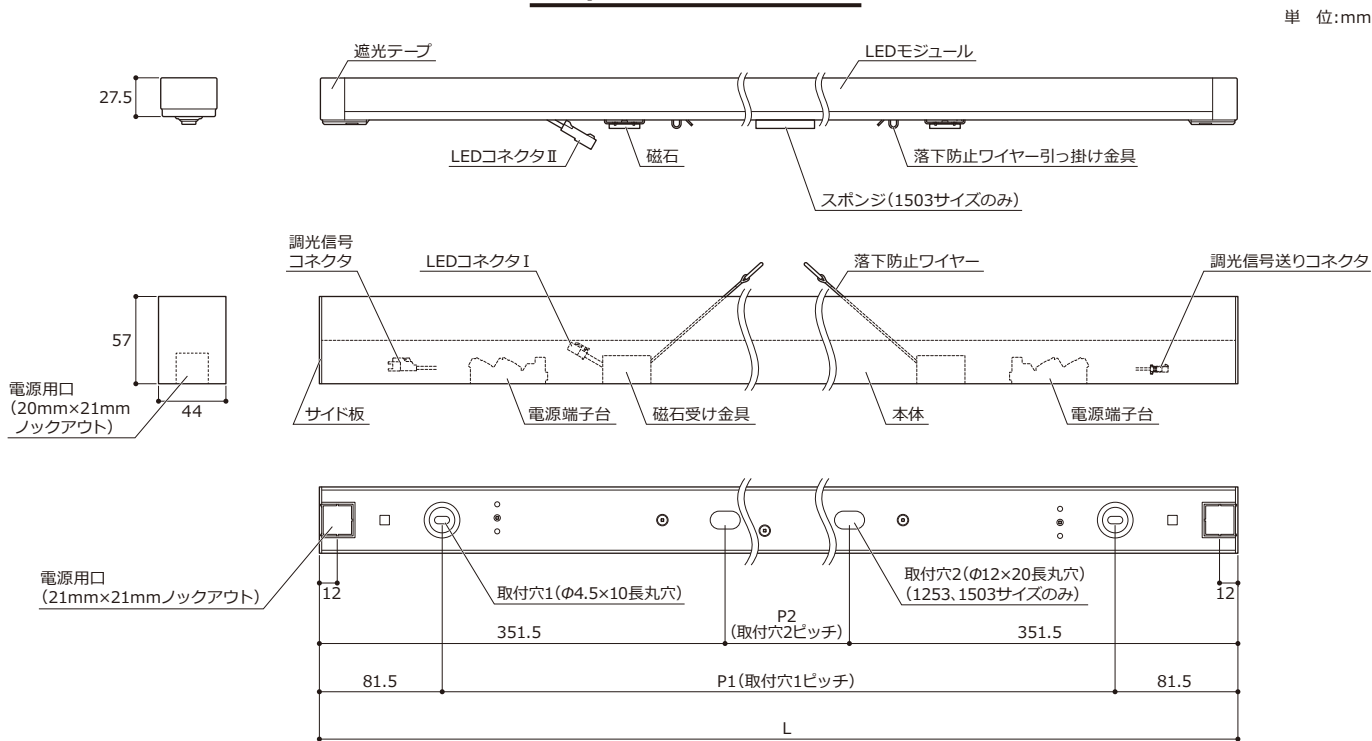 単 位:mm
遮光テープ
LEDモジュール
27.5
LEDコネクタⅡ
磁石
落下防止ワイヤー引っ掛け金具
スポンジ(1503サイズのみ)
調光信号
コネクタ
LEDコネクタⅠ
落下防止ワイヤー
調光信号送りコネクタ
57
44
電源用口
(20mm×21mm
ノックアウト)
サイド板
電源端子台
磁石受け金具
本体
電源端子台
電源用口
(21mm×21mmノックアウト)
12
取付穴1(Φ4.5×10長丸穴)
取付穴2(Φ12×20長丸穴)
(1253、1503サイズのみ)
12
351.5
P2
(取付穴2ピッチ)
351.5
81.5
P1(取付穴1ピッチ)
81.5
L